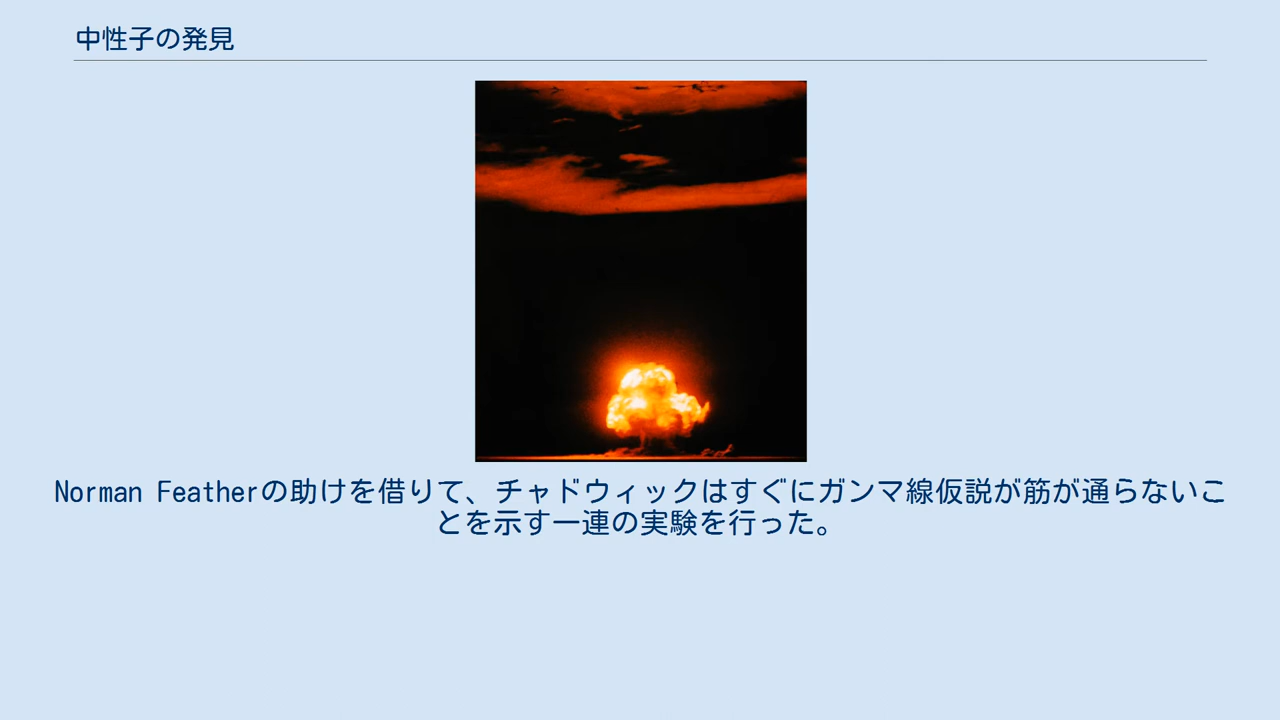 中性子の発見
Norman Featherの助けを借りて、チャドウィックはすぐにガンマ線仮説が筋が通らないこ
とを示す一連の実験を行った。